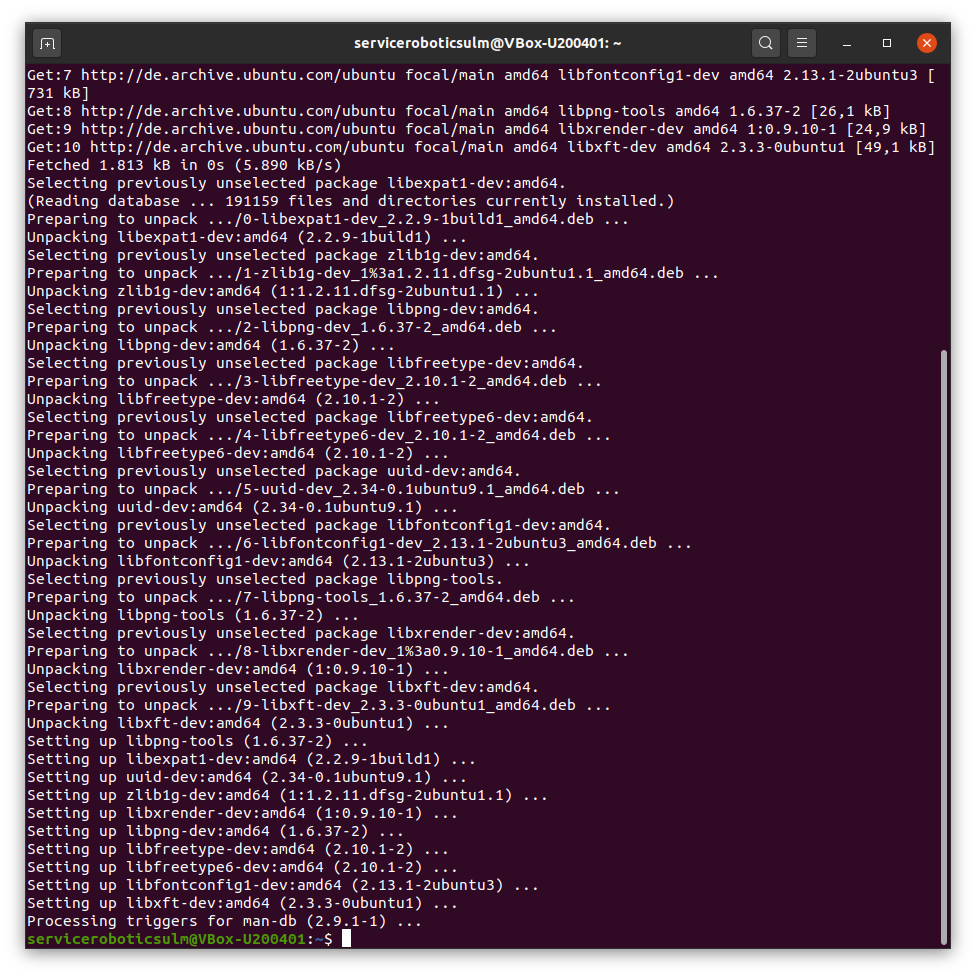 serviceroboticsulm@VBox-U200401: ~
Get:7 http://de.archive.ubuntu.com/ubuntu focal/main amd64 libfontconfig1-dev amd64 2.13.1-2ubuntu3 [
731 kB]
Get:8 http://de.archive.ubuntu.com/ubuntu focal/main amd64 libpng-tools amd64 1.6.37-2 [26,1 kB]
Get:9 http://de.archive.ubuntu.com/ubuntu focal/main amd64 libxrender-dev amd64 1:0.9.10-1 [24,9 kB]
Get:10 http://de.archive.ubuntu.com/ubuntu focal/main amd64 libxft-dev amd64 2.3.3-0ubuntu1 [49,1 kB]
Fetched 1.813 kB in 0s (5.890 kB/s)
Selecting previously unselected package libexpat1-dev:amd64.
(Reading database ... 191159 files and directories currently installed.)
Preparing to unpack .../0-libexpat1-dev_2.2.9-1build1_amd64.deb ...
Unpacking libexpat1-dev:amd64 (2.2.9-1build1) ...
Selecting previously unselected package zlib1g-dev:amd64.
Preparing to unpack .../1-zlib1g-dev_1%3a1.2.11.dfsg-2ubuntu1.1_amd64.deb ...
Unpacking zlib1g-dev:amd64 (1:1.2.11.dfsg-2ubuntu1.1) ...
Selecting previously unselected package libpng-dev:amd64.
Preparing to unpack .../2-libpng-dev_1.6.37-2_amd64.deb ...
Unpacking libpng-dev:amd64 (1.6.37-2) ...
Selecting previously unselected package libfreetype-dev:amd64.
Preparing to unpack .../3-libfreetype-dev_2.10.1-2_amd64.deb ...
Unpacking libfreetype-dev:amd64 (2.10.1-2) ...
Selecting previously unselected package libfreetype6-dev:amd64.
Preparing to unpack .../4-libfreetype6-dev_2.10.1-2_amd64.deb ...
Unpacking libfreetype6-dev:amd64 (2.10.1-2) ...
Selecting previously unselected package uuid-dev:amd64.
Preparing to unpack .../5-uuid-dev_2.34-0.1ubuntu9.1_amd64.deb ...
Unpacking uuid-dev:amd64 (2.34-0.1ubuntu9.1) ...
Selecting previously unselected package libfontconfig1-dev:amd64.
Preparing to unpack .../6-libfontconfig1-dev_2.13.1-2ubuntu3_amd64.deb ...
Unpacking libfontconfig1-dev:amd64 (2.13.1-2ubuntu3) ...
Selecting previously unselected package libpng-tools.
Preparing to unpack .../7-libpng-tools_1.6.37-2_amd64.deb ...
Unpacking libpng-tools (1.6.37-2) ...
Selecting previously unselected package libxrender-dev:amd64.
Preparing to unpack .../8-libxrender-dev_1%3a0.9.10-1_amd64.deb ...
Unpacking libxrender-dev:amd64 (1:0.9.10-1) ...
Selecting previously unselected package libxft-dev:amd64.
Preparing to unpack .../9-libxft-dev_2.3.3-0ubuntu1_amd64.deb ...
Unpacking libxft-dev:amd64 (2.3.3-0ubuntu1) ...
Setting up libpng-tools (1.6.37-2) ...
Setting up libexpat1-dev:amd64 (2.2.9-1build1) ...
Setting up uuid-dev:amd64 (2.34-0.1ubuntu9.1) ...
Setting up zlib1g-dev:amd64 (1:1.2.11.dfsg-2ubuntu1.1) ...
Setting up libxrender-dev:amd64 (1:0.9.10-1) ...
Setting up libpng-dev:amd64 (1.6.37-2) ...
Setting up libfreetype-dev:amd64 (2.10.1-2) ...
Setting up libfreetype6-dev:amd64 (2.10.1-2) ...
Setting up libfontconfig1-dev:amd64 (2.13.1-2ubuntu3) ...
Setting up libxft-dev:amd64 (2.3.3-0ubuntu1) ...
Processing triggers for man-db (2.9.1-1) ...
serviceroboticsulm@VBox-U200401:~$